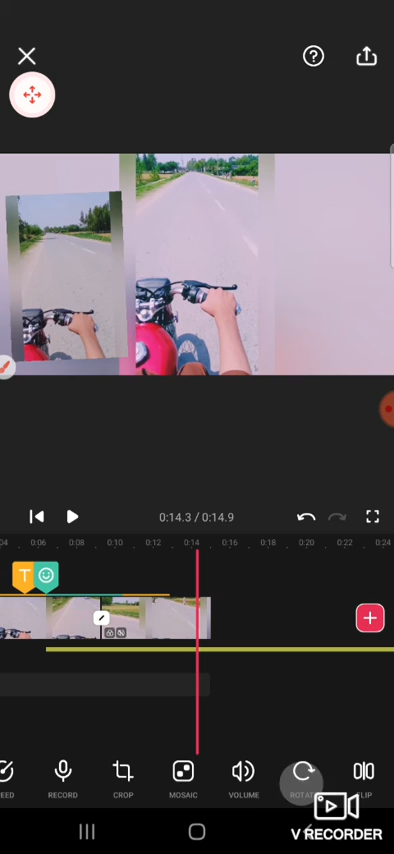 0:14.3 / 0:14.9
04 0:06 0:08 0:10 0:12 0:14 0:16 0:18 0:20 0:22 0:24
T
EED RECORD CROP MOSAIC VOLUME ROTATE FLIP
V RECORDER